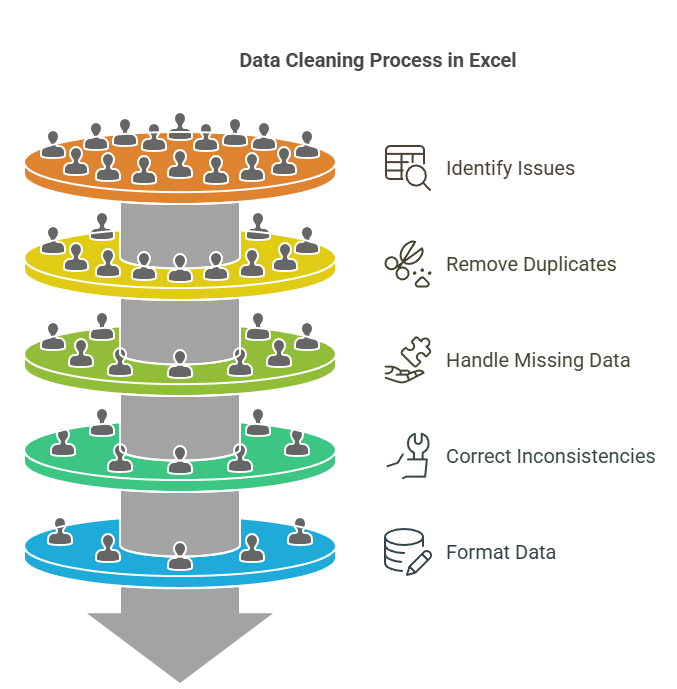 Data Cleaning Process in Excel
Identify Issues
Remove Duplicates
Handle Missing Data
Correct Inconsistencies
Format Data